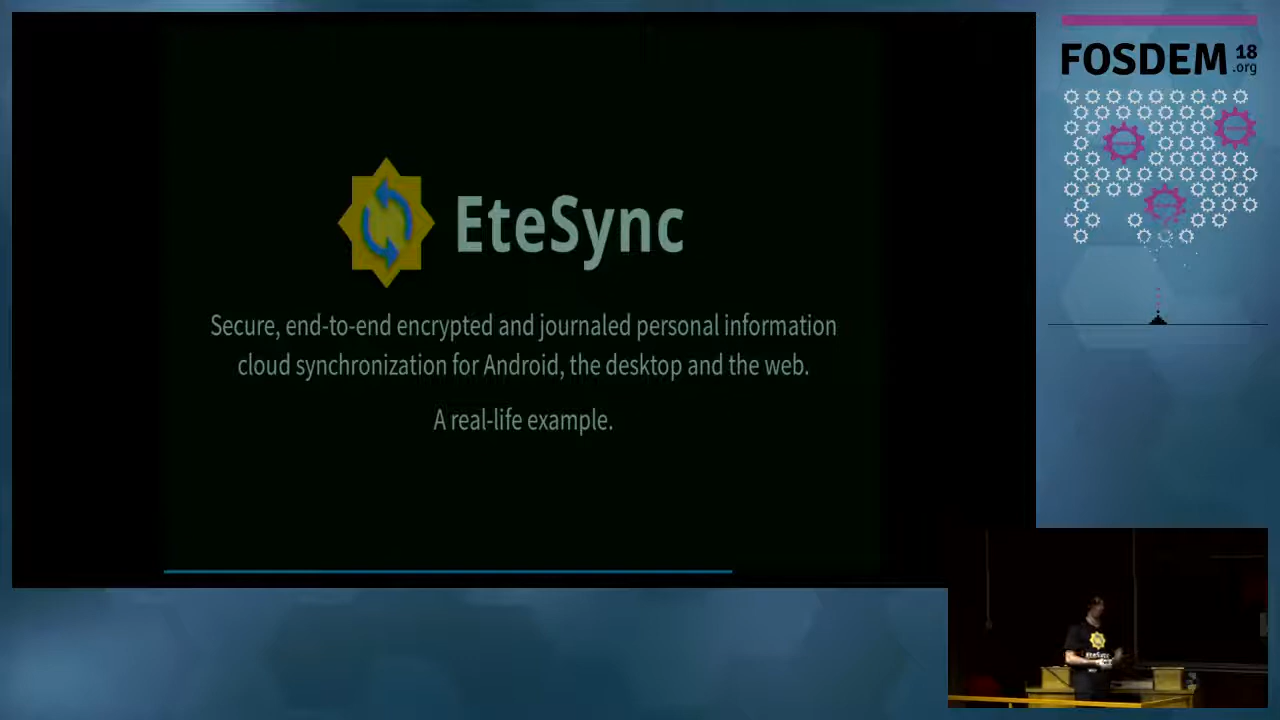 EteSync
Secure, end-to-end encrypted and journaled personal information
cloud synchronization for Android, the desktop and the web.
A real-life example.
FOSDEM 18
.org
EteSync